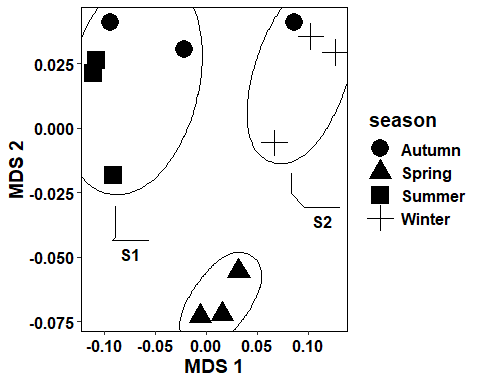 0.025
0.000
-0.025
-0.050
-0.075
MDS 2
S1
S2
-0.10 -0.05 0.00 0.05 0.10
MDS 1
season
Autumn
Spring
Summer
Winter